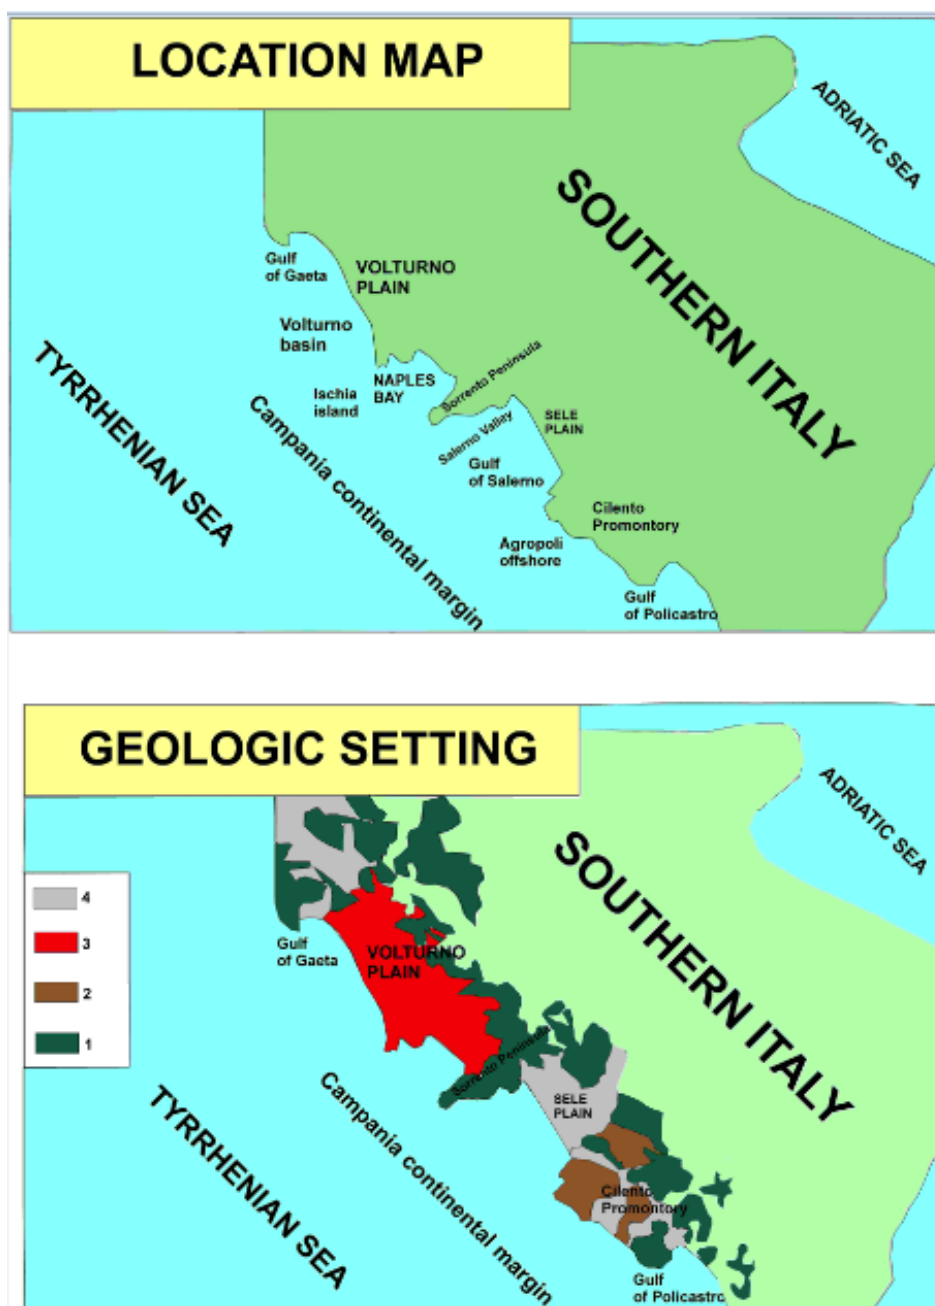 LOCATION MAP
ADRIATIC SEA
SOUTHERN ITALY
Gulf
of Gaeta
VOLTURNO
PLAIN
Volturno
basin
TYRRHENIAN SEA
Ischia
island
NAPLES
BAY
Sorrento Peninsula
Campania continental margin
Salerno Valley
SELE
PLAIN
Gulf
of Salerno
Cilento
Promontory
Agropoli
offshore
Gulf
of Policastro
GEOLOGIC SETTING
ADRIATIC SEA
SOUTHERN ITALY
4
3
2
1
Gulf
of Gaeta
VOLTURNO
PLAIN
Sorrento Peninsula
TYRRHENIAN SEA
Campania continental margin
SELE
PLAIN
Cilento
Promontory
Gulf
of Policastro